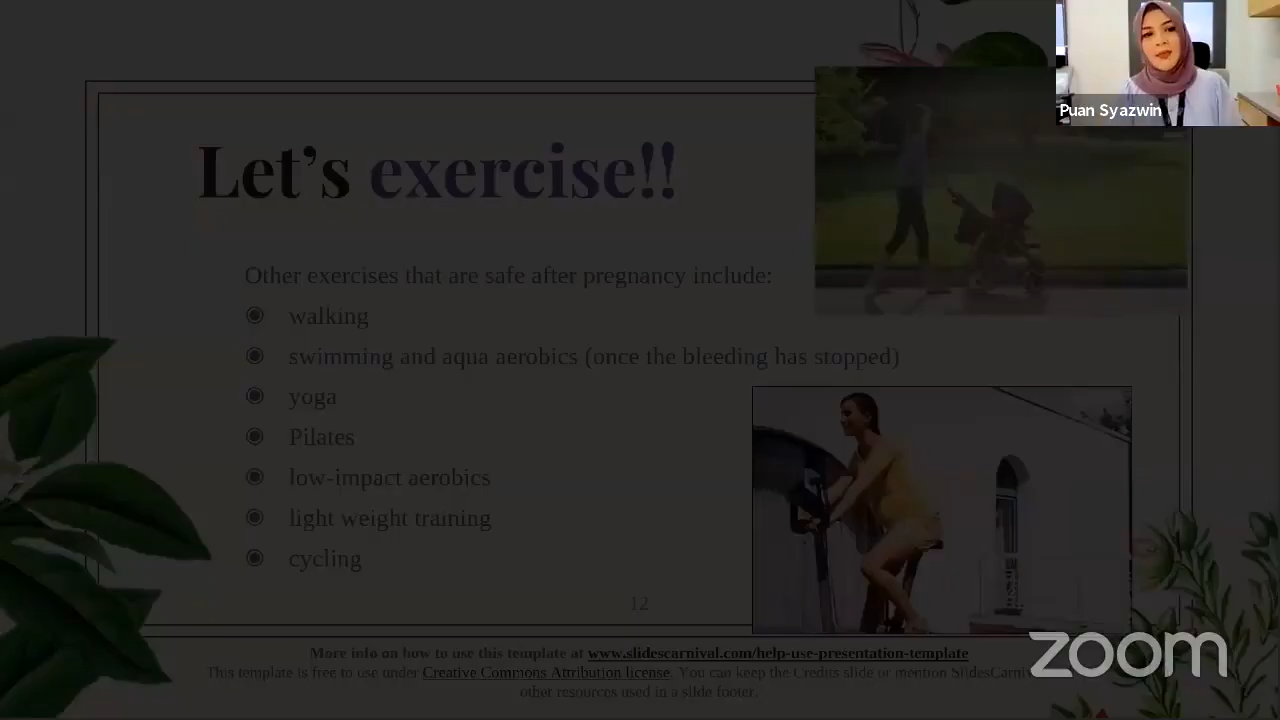 Puan Syazwin
Let's exercise!!
Other exercises that are safe after pregnancy include:
walking
swimming and aqua aerobics (once the bleeding has stopped)
yoga
Pilates
low-impact aerobics
light weight training
cycling
12
More info on how to use this template at www.slidescarnival.com/help-use-presentation-template
This template is free to use under Creative Commons Attribution license. You can keep the Credits slide or mention
other resources used in a slide footer.
zoom